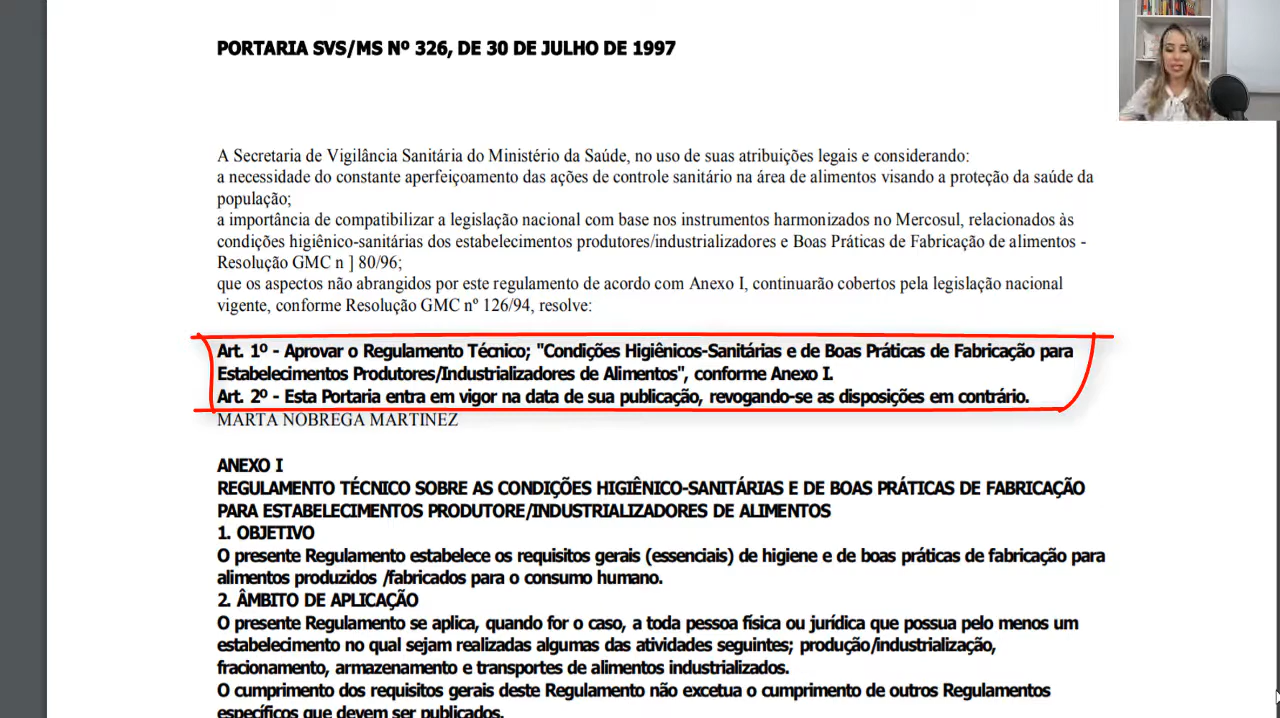 PORTARIA SVS/MS Nº 326, DE 30 DE JULHO DE 1997
A Secretaria de Vigilância Sanitária do Ministério da Saúde, no uso de suas atribuições legais e considerando:
a necessidade do constante aperfeiçoamento das ações de controle sanitário na área de alimentos visando a proteção da saúde da
população;
a importância de compatibilizar a legislação nacional com base nos instrumentos harmonizados no Mercosul, relacionados às
condições higiênico-sanitárias dos estabelecimentos produtores/industrializadores e Boas Práticas de Fabricação de alimentos -
Resolução GMC n ] 80/96;
que os aspectos não abrangidos por este regulamento de acordo com Anexo I, continuarão cobertos pela legislação nacional
vigente, conforme Resolução GMC nº 126/94, resolve:
Art. 1º - Aprovar o Regulamento Técnico; "Condições Higiênicos-Sanitárias e de Boas Práticas de Fabricação para
Estabelecimentos Produtores/Industrializadores de Alimentos", conforme Anexo I.
Art. 2º - Esta Portaria entra em vigor na data de sua publicação, revogando-se as disposições em contrário.
MARTA NOBREGA MARTINEZ
ANEXO I
REGULAMENTO TÉCNICO SOBRE AS CONDIÇÕES HIGIÊNICO-SANITÁRIAS E DE BOAS PRÁTICAS DE FABRICAÇÃO
PARA ESTABELECIMENTOS PRODUTORE/INDUSTRIALIZADORES DE ALIMENTOS
1. OBJETIVO
O presente Regulamento estabelece os requisitos gerais (essenciais) de higiene e de boas práticas de fabricação para
alimentos produzidos /fabricados para o consumo humano.
2. ÂMBITO DE APLICAÇÃO
O presente Regulamento se aplica, quando for o caso, a toda pessoa física ou jurídica que possua pelo menos um
estabelecimento no qual sejam realizadas algumas das atividades seguintes; produção/industrialização,
fracionamento, armazenamento e transportes de alimentos industrializados.
O cumprimento dos requisitos gerais deste Regulamento não excetua o cumprimento de outros Regulamentos
específicos que devem ser publicados.